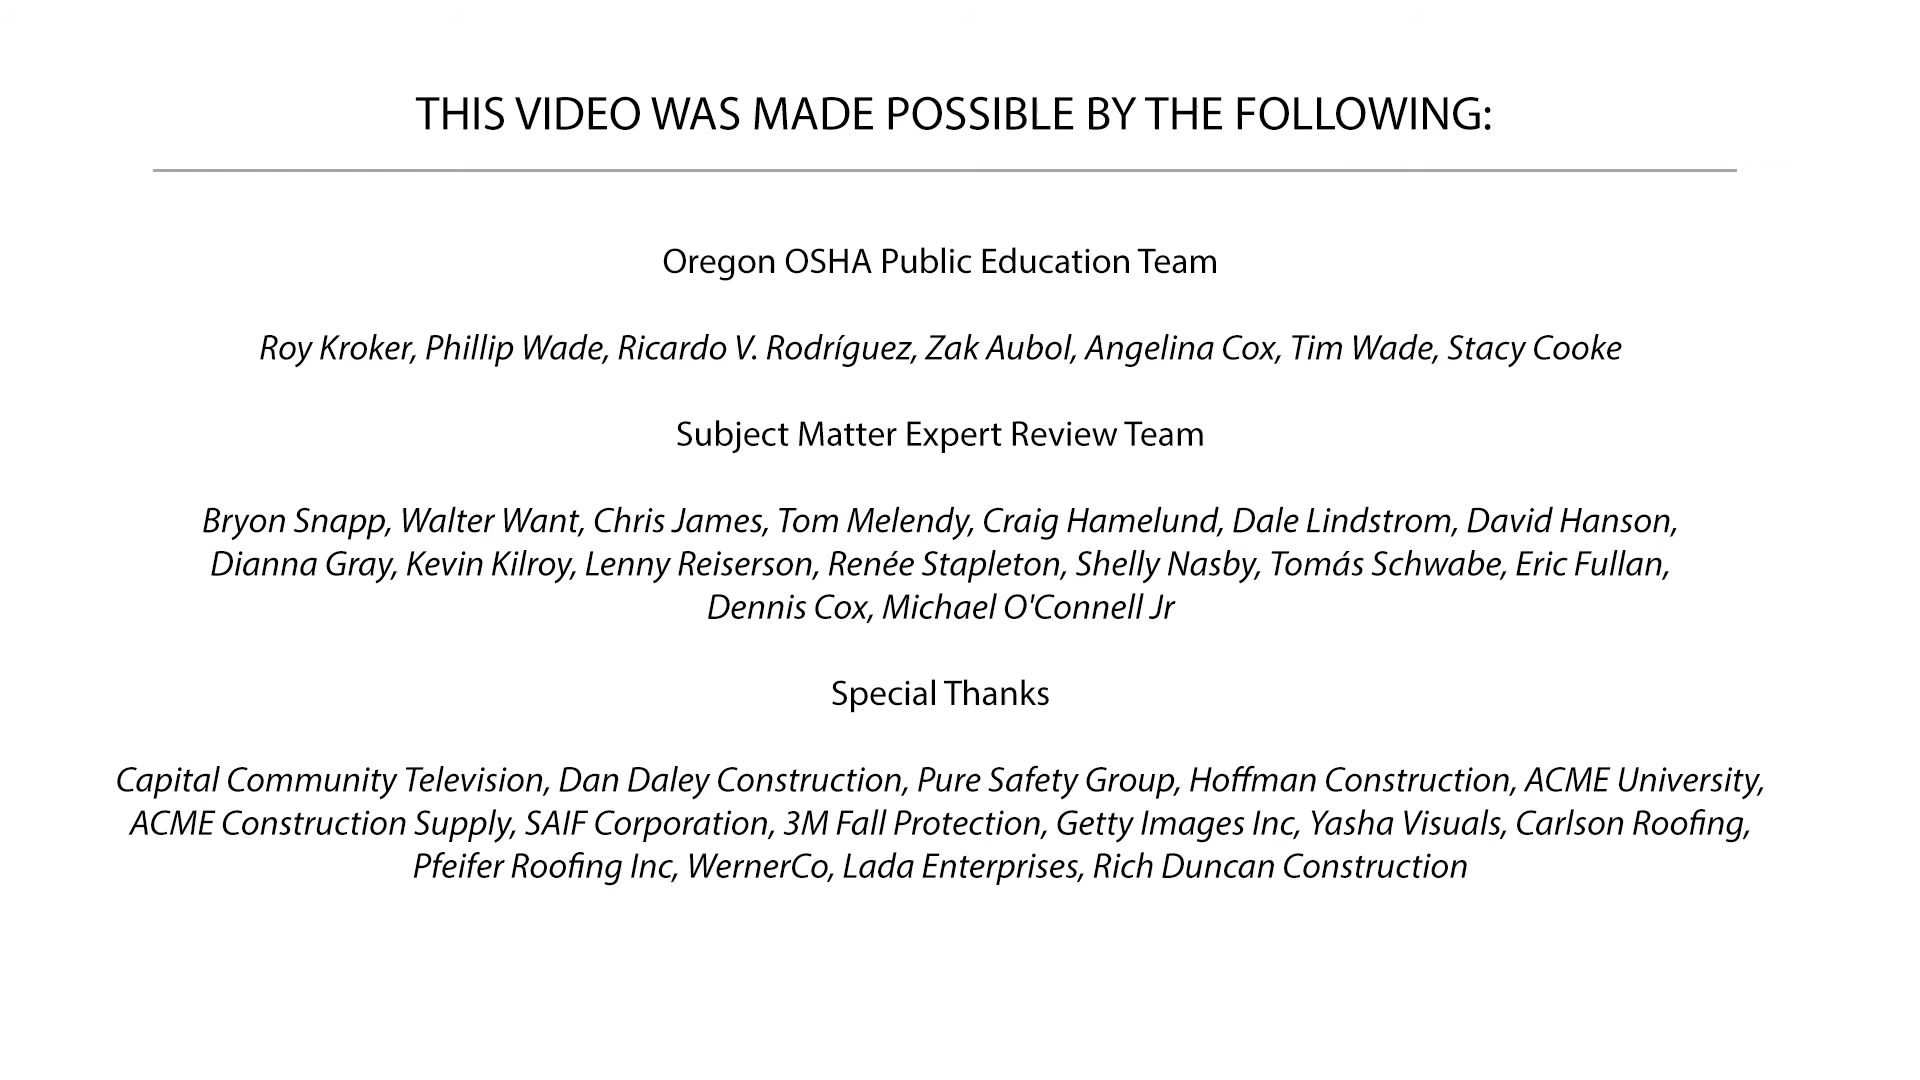 THIS VIDEO WAS MADE POSSIBLE BY THE FOLLOWING:
Oregon OSHA Public Education Team
Roy Kroker, Phillip Wade, Ricardo V. Rodríguez, Zak Aubol, Angelina Cox, Tim Wade, Stacy Cooke
Subject Matter Expert Review Team
Bryon Snapp, Walter Want, Chris James, Tom Melendy, Craig Hamelund, Dale Lindstrom, David Hanson,
Dianna Gray, Kevin Kilroy, Lenny Reiserson, Renée Stapleton, Shelly Nasby, Tomás Schwabe, Eric Fullan,
Dennis Cox, Michael O'Connell Jr
Special Thanks
Capital Community Television, Dan Daley Construction, Pure Safety Group, Hoffman Construction, ACME University,
ACME Construction Supply, SAIF Corporation, 3M Fall Protection, Getty Images Inc, Yasha Visuals, Carlson Roofing,
Pfeifer Roofing Inc, WernerCo, Lada Enterprises, Rich Duncan Construction